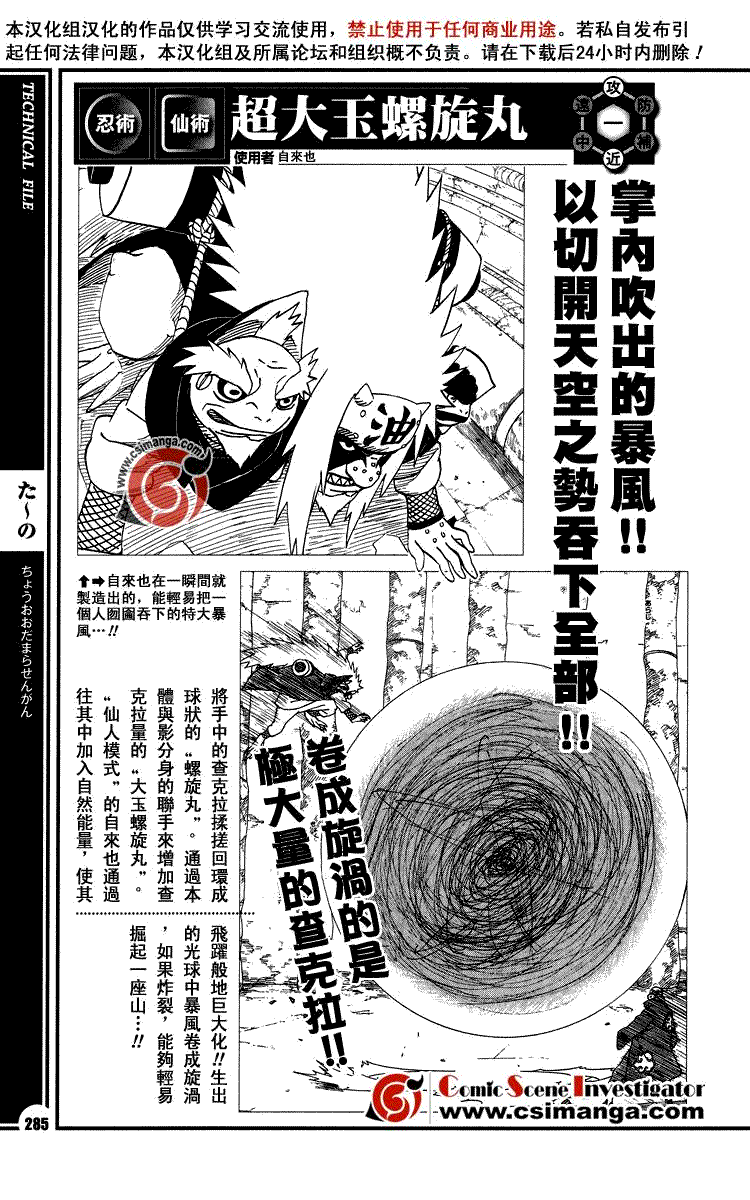 本汉化组汉化的作品仅供学习交流使用，禁止使用于任何商业用途。若私自发布引
起任何法律问题，本汉化组及所属论坛和组织概不负责。请在下载后24小时内删除！
TECHNICAL FILE
忍術
仙術
超大玉螺旋丸
使用者 自來也
攻
遠
防
一
中
補
近
掌內吹出的暴風!!
以切開天空之勢吞下全部!!
油
www.csimanga.com
た〜の
ちょうおおだまらせんがん
⬆➡自來也在一瞬間就
製造出的，能輕易把一
個人囫圇吞下的特大暴
風…!!
卷成旋渦的是
極大量的查克拉!!
將手中的查克拉揉搓回環成
球狀的“螺旋丸”。通過本
體與影分身的聯手來增加查
克拉量的“大玉螺旋丸”。
“仙人模式”的自來也通過
往其中加入自然能量，使其
飛躍般地巨大化!!生出
的光球中暴風卷成旋渦
，如果炸裂，能夠輕易
掘起一座山…!!
Comic Scene Investigator
www.csimanga.com
285